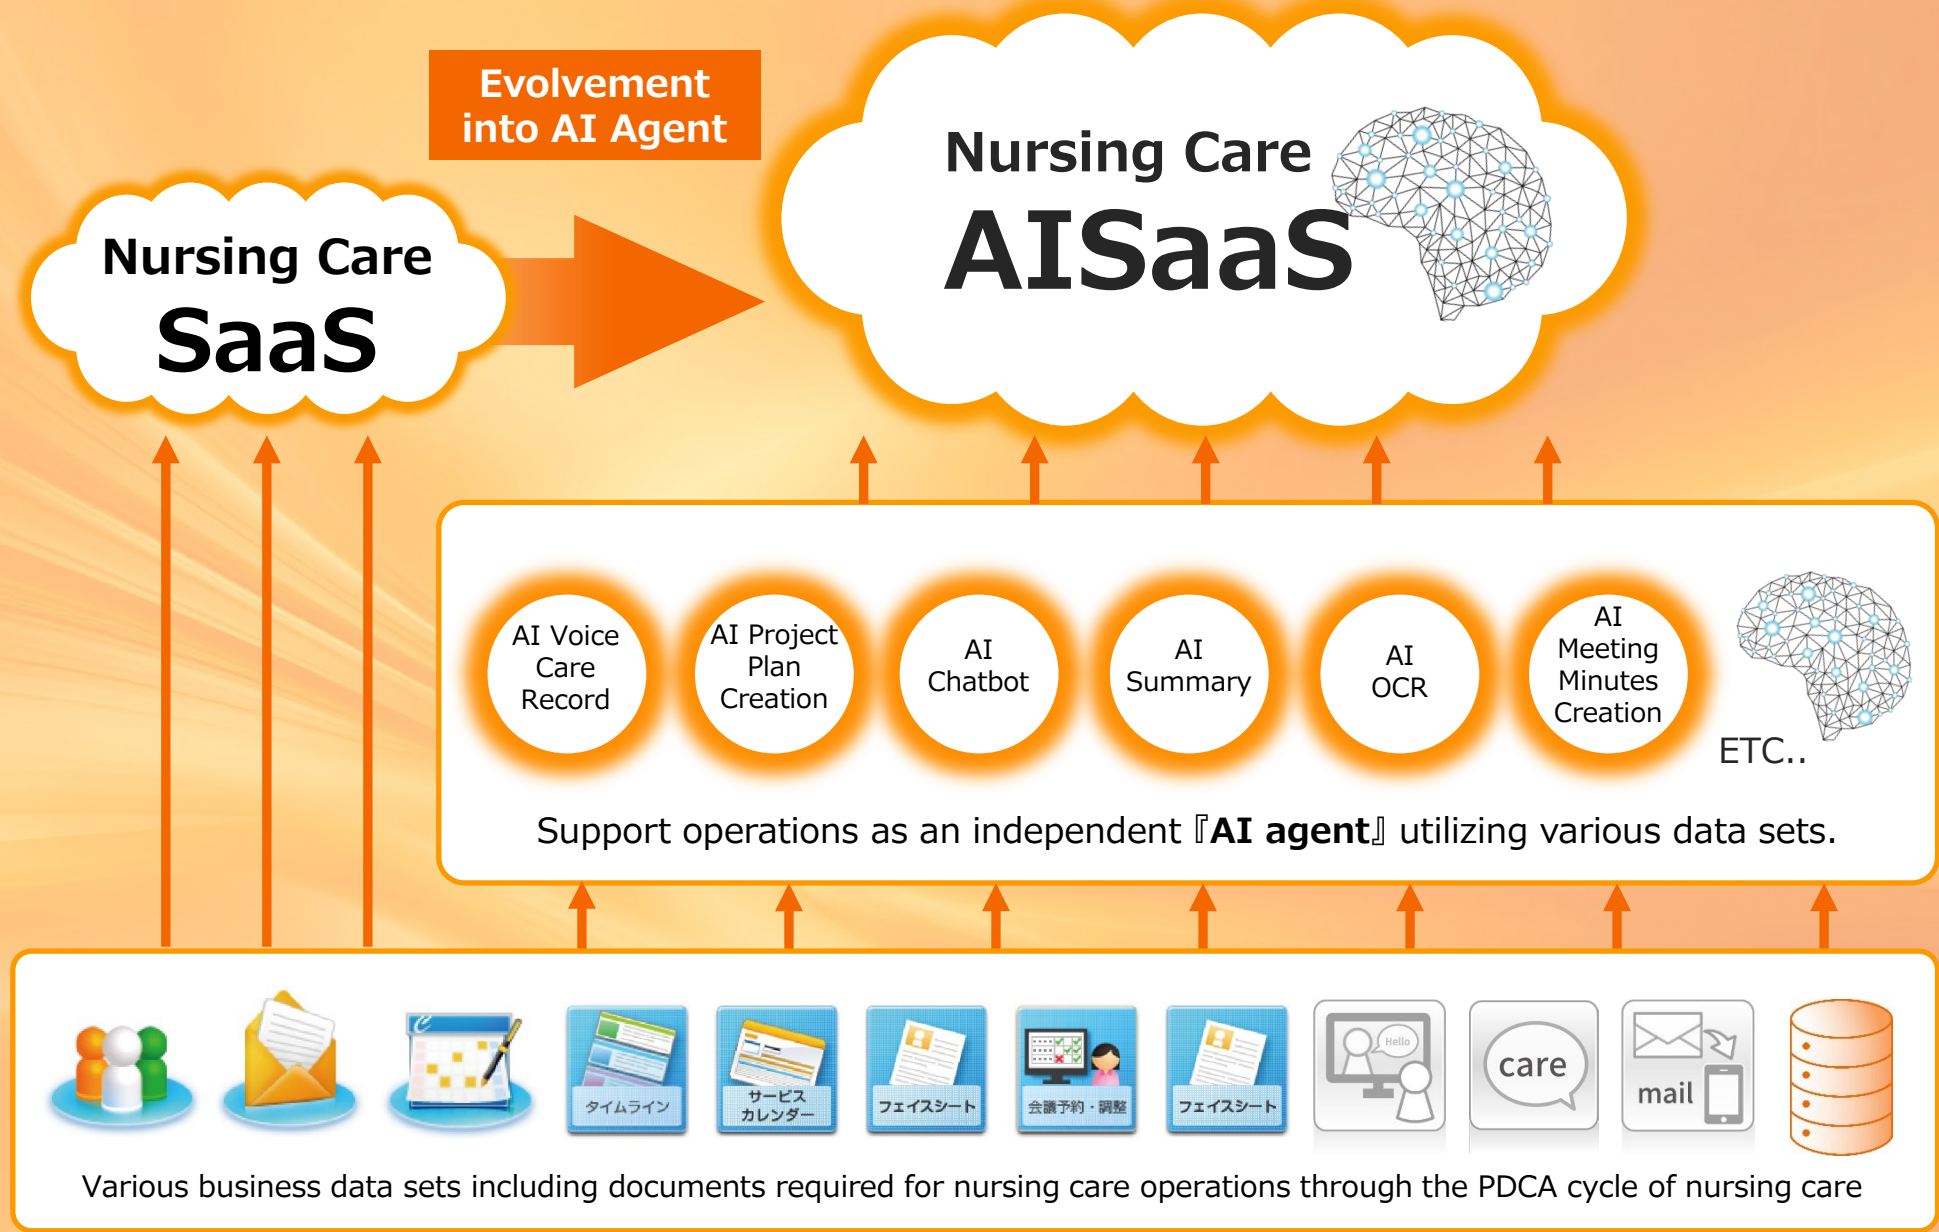 Evolvement
into AI Agent
Nursing Care
AISaaS
Nursing Care
SaaS
AI Voice
Care
Record
AI Project
Plan
Creation
AI
Chatbot
AI
Summary
AI
OCR
AI
Meeting
Minutes
Creation
ETC..
Support operations as an independent『AI agent』utilizing various data sets.
タイムライン
サービス
カレンダー
フェイスシート
会議予約・調整
フェイスシート
Hello
care
mail
Various business data sets including documents required for nursing care operations through the PDCA cycle of nursing care